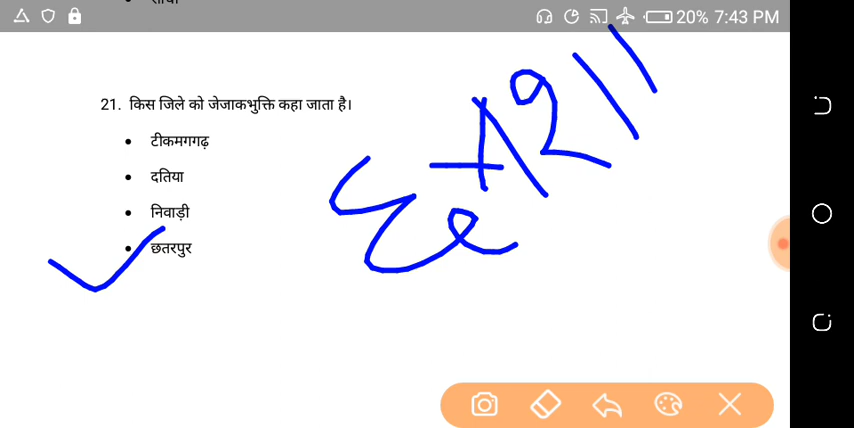 20% 7:43 PM
21. किस जिले को जेजाकभुक्ति कहा जाता है।
• टीकमगगढ़
• दतिया
• निवाड़ी
• छतरपुर